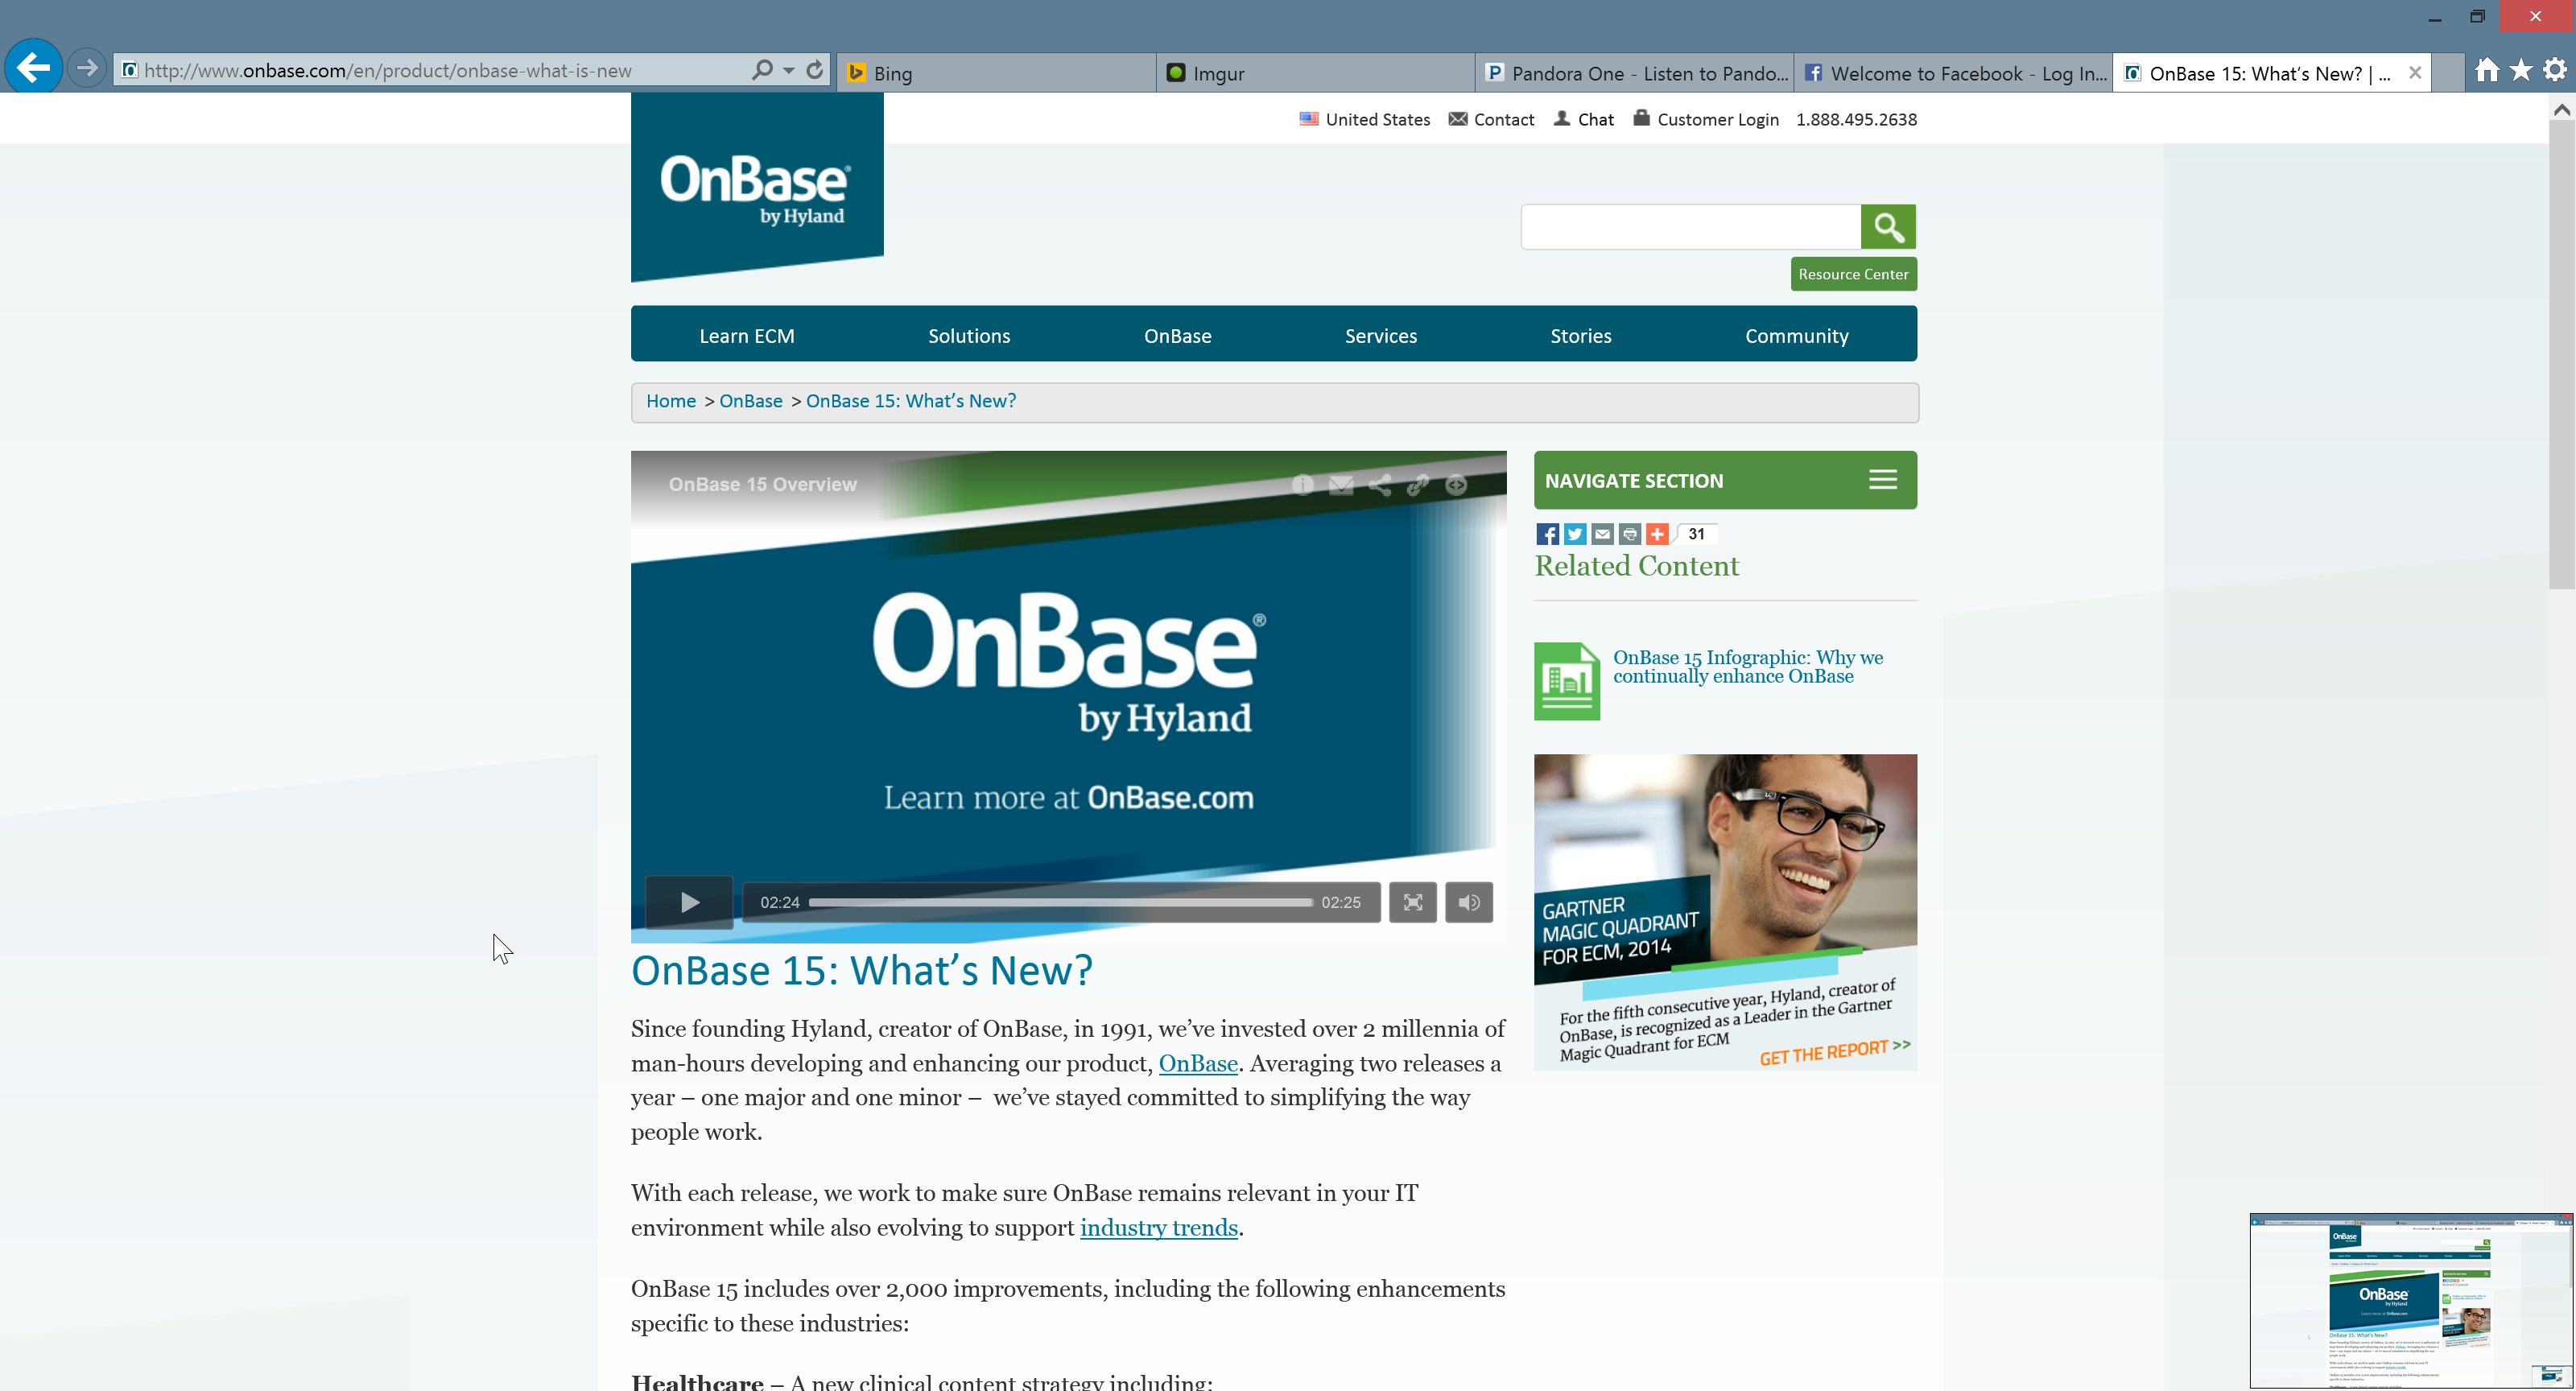 http://www.onbase.com/en/product/onbase-what-is-new
Bing
Imgur
Pandora One - Listen to Pando...
Welcome to Facebook - Log In...
OnBase 15: What's New? | ...
United States
Contact
Chat
Customer Login
1.888.495.2638
OnBase®
by Hyland
Resource Center
Learn ECM
Solutions
OnBase
Services
Stories
Community
Home > OnBase > OnBase 15: What's New?
OnBase 15 Overview
OnBase®
by Hyland
Learn more at OnBase.com
02:24
02:25
NAVIGATE SECTION
31
Related Content
OnBase 15 Infographic: Why we
continually enhance OnBase
GARTNER
MAGIC QUADRANT
FOR ECM, 2014
For the fifth consecutive year, Hyland, creator of
OnBase, is recognized as a Leader in the Gartner
Magic Quadrant for ECM
GET THE REPORT >>
OnBase 15: What's New?
Since founding Hyland, creator of OnBase, in 1991, we've invested over 2 millennia of
man-hours developing and enhancing our product, OnBase. Averaging two releases a
year – one major and one minor – we've stayed committed to simplifying the way
people work.
With each release, we work to make sure OnBase remains relevant in your IT
environment while also evolving to support industry trends.
OnBase 15 includes over 2,000 improvements, including the following enhancements
specific to these industries:
Healthcare – A new clinical content strategy including:
OnBase
OnBase
by Hyland
OnBase 15: What's New?